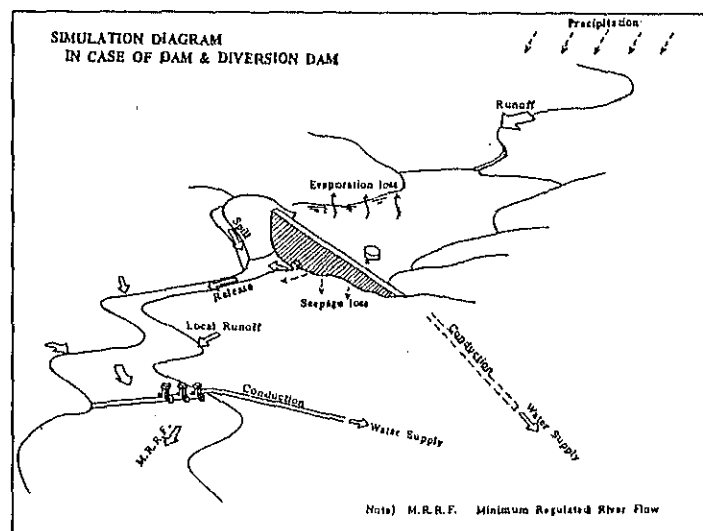 SIMULATION DIAGRAM
IN CASE OF DAM & DIVERSION DAM
Precipitation
Runoff
Evaporation loss
Spill
Release
Seepage loss
Local Runoff
Conduction
Water Supply
Conduction
Water Supply
M.R.R.F.
Note) M.R.R.F. Minimum Regulated River Flow